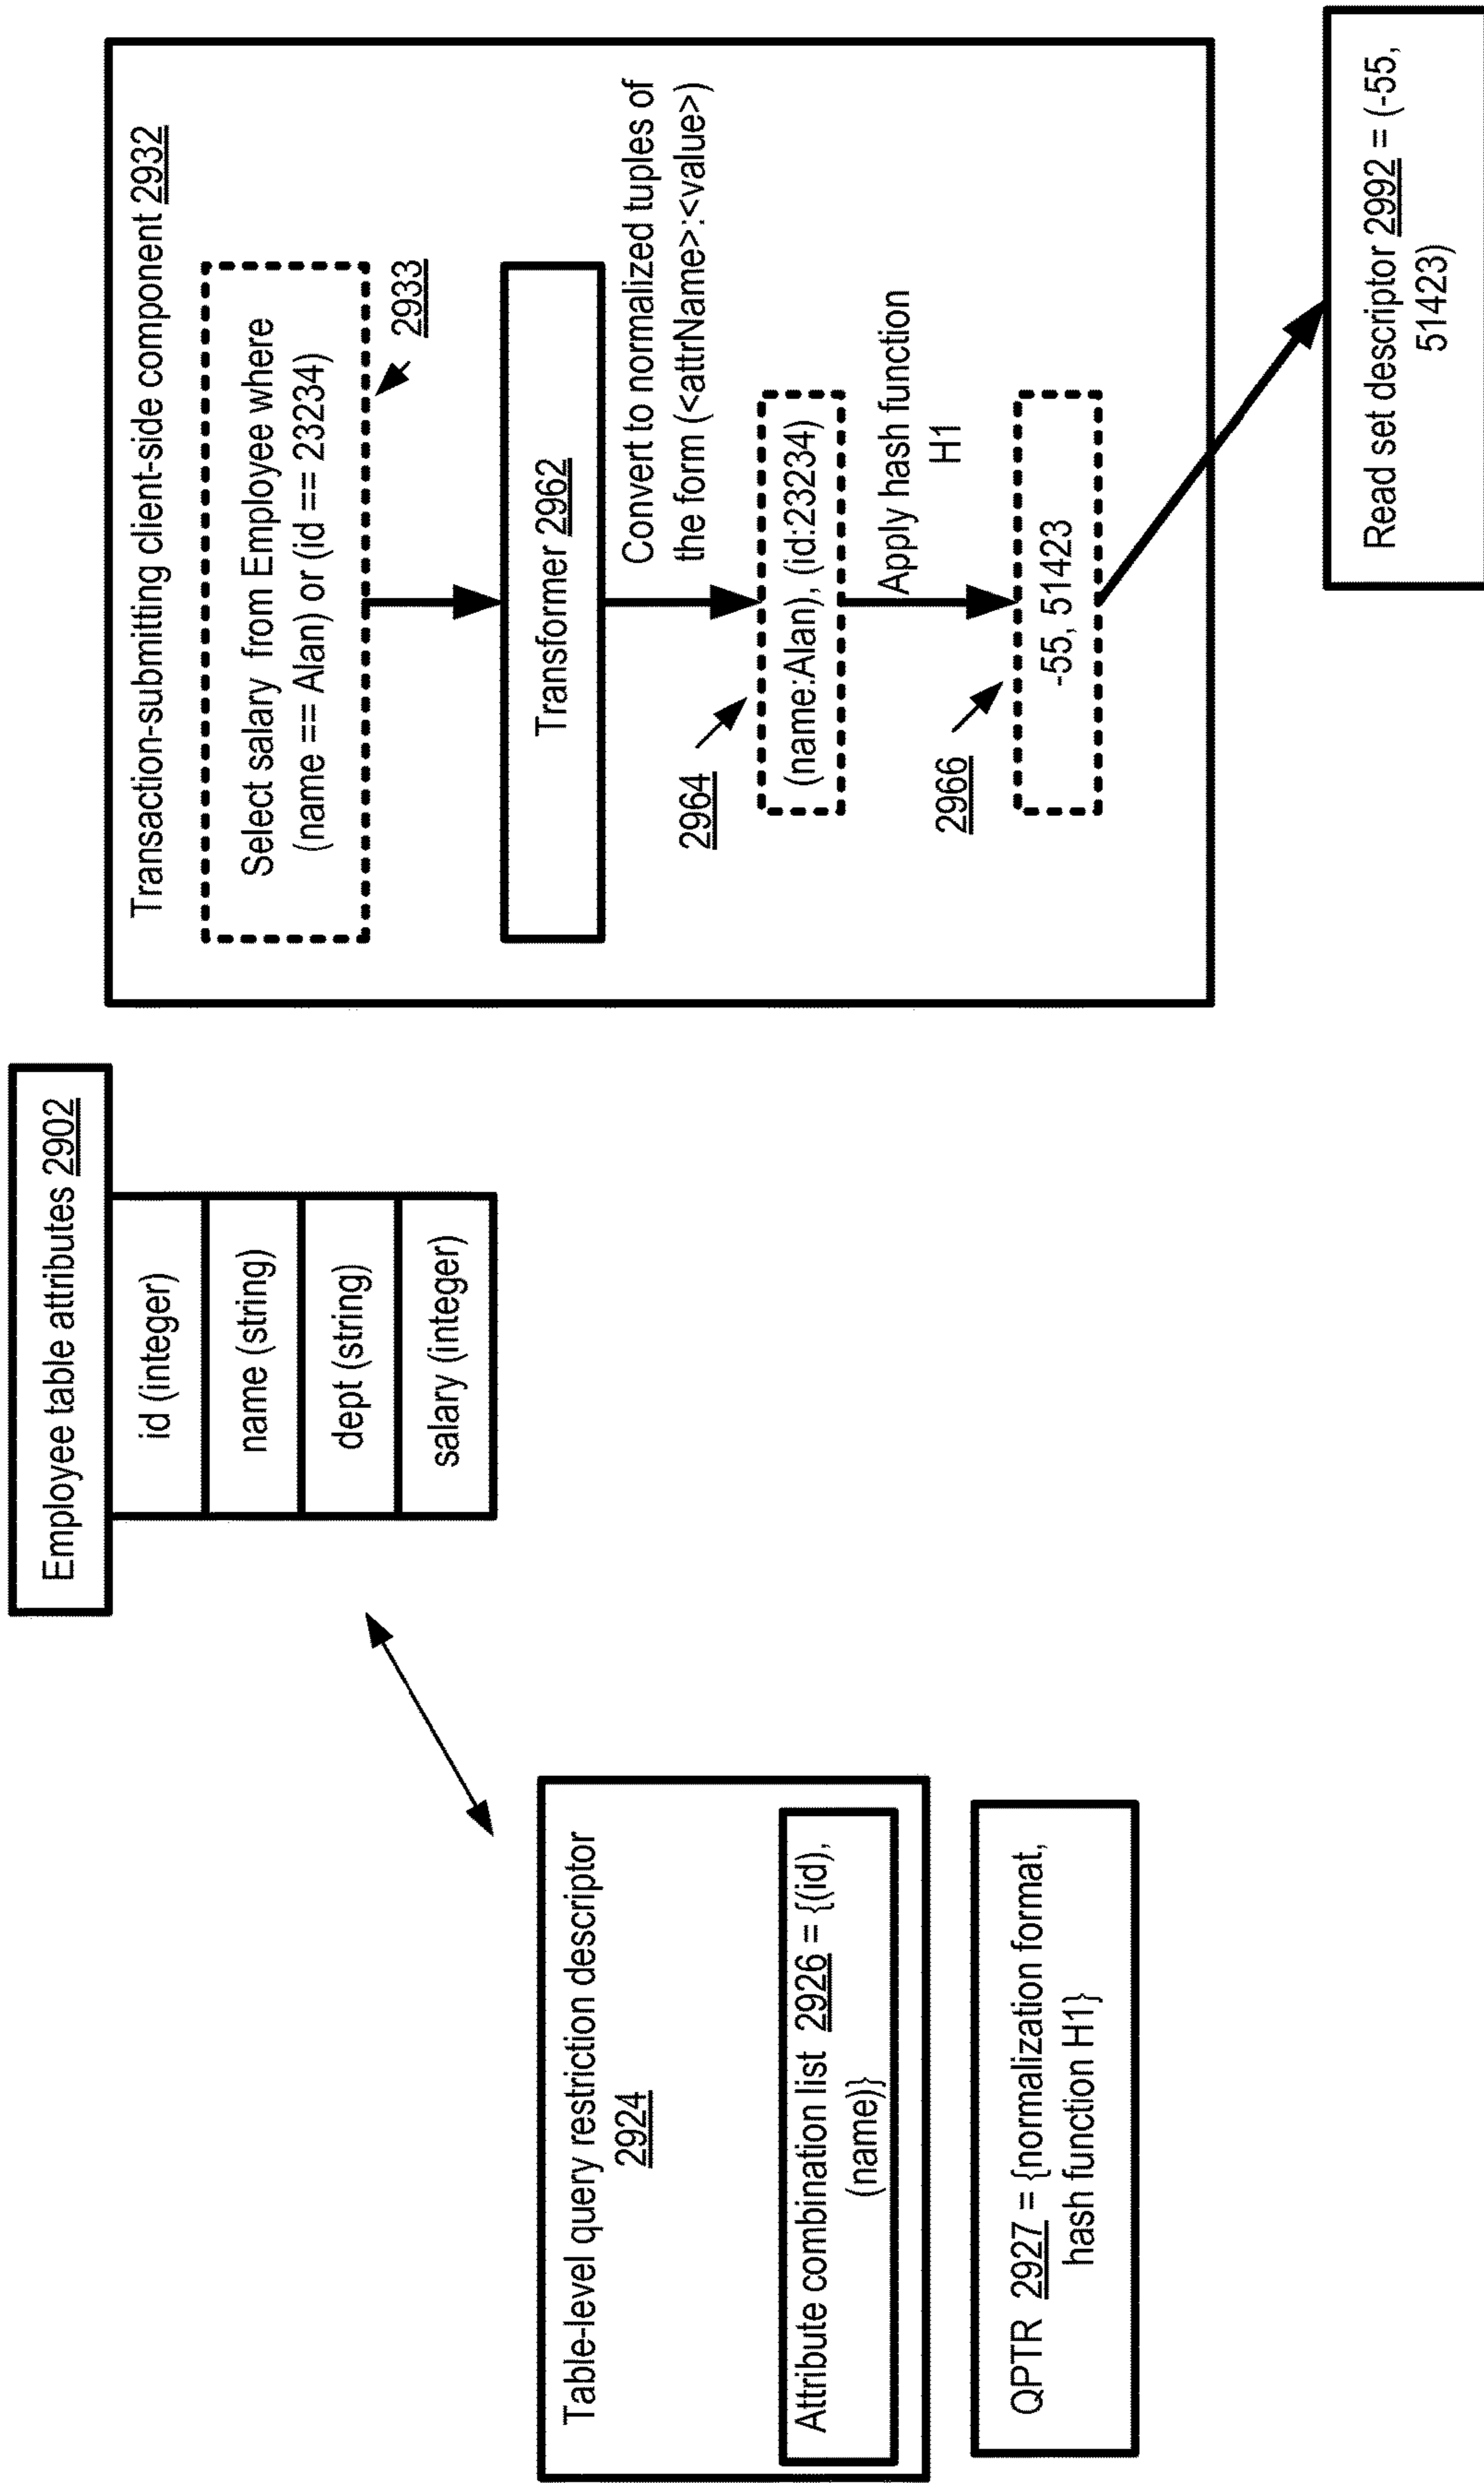 Employee table attributes 2902
id (integer)
name (string)
dept (string)
salary (integer)
Table-level query restriction descriptor
2924
Attribute combination list 2926 = {(id),
(name)}
QPTR 2927 = {normalization format,
hash function H1}
Transaction-submitting client-side component 2932
Select salary from Employee where
(name == Alan) or (id == 23234)
2933
Transformer 2962
Convert to normalized tuples of
the form (<attrName>:<value>)
2964
(name:Alan), (id:23234)
Apply hash function
H1
2966
-55, 51423
Read set descriptor 2992 = (-55,
51423)